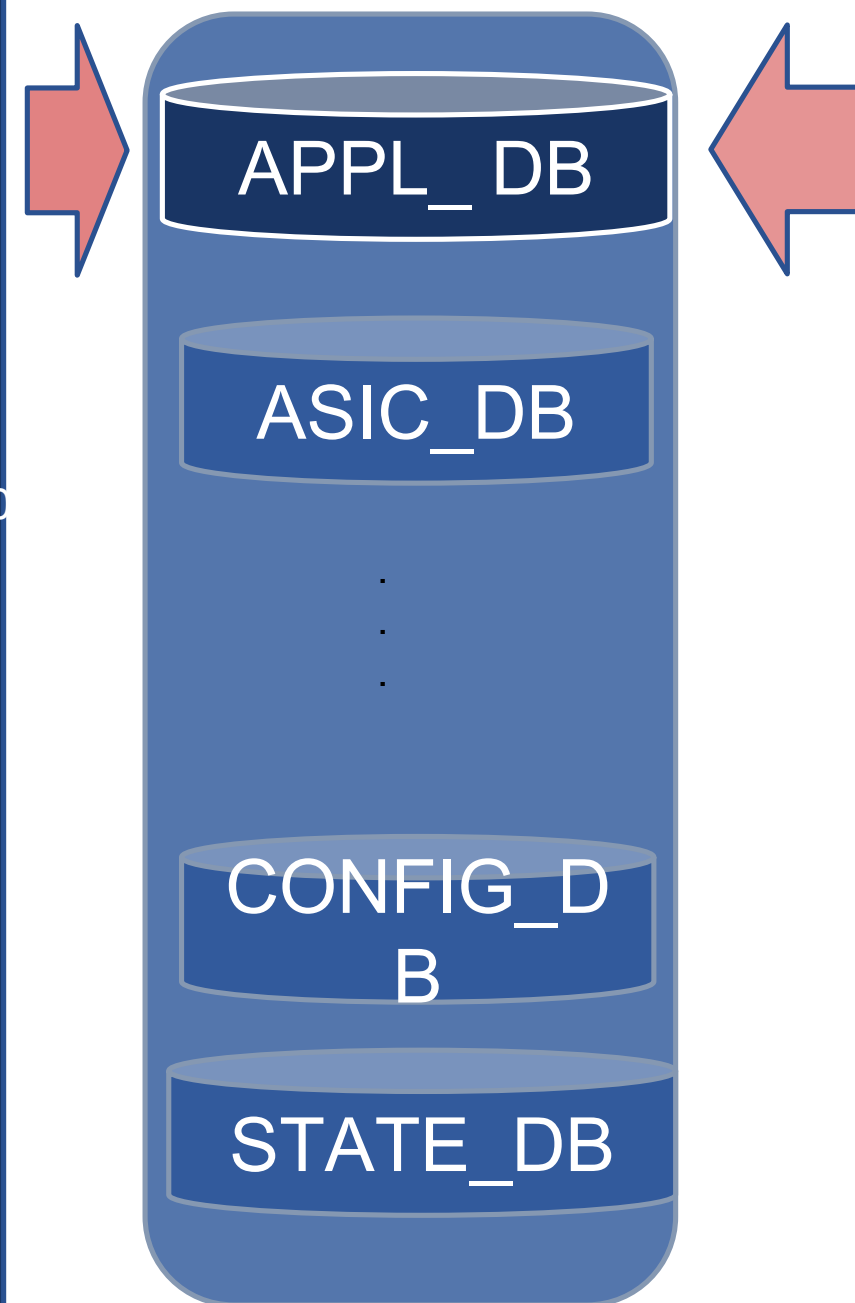 APPL_ DB
ASIC_DB
.
.
.
CONFIG_D
B
STATE_DB